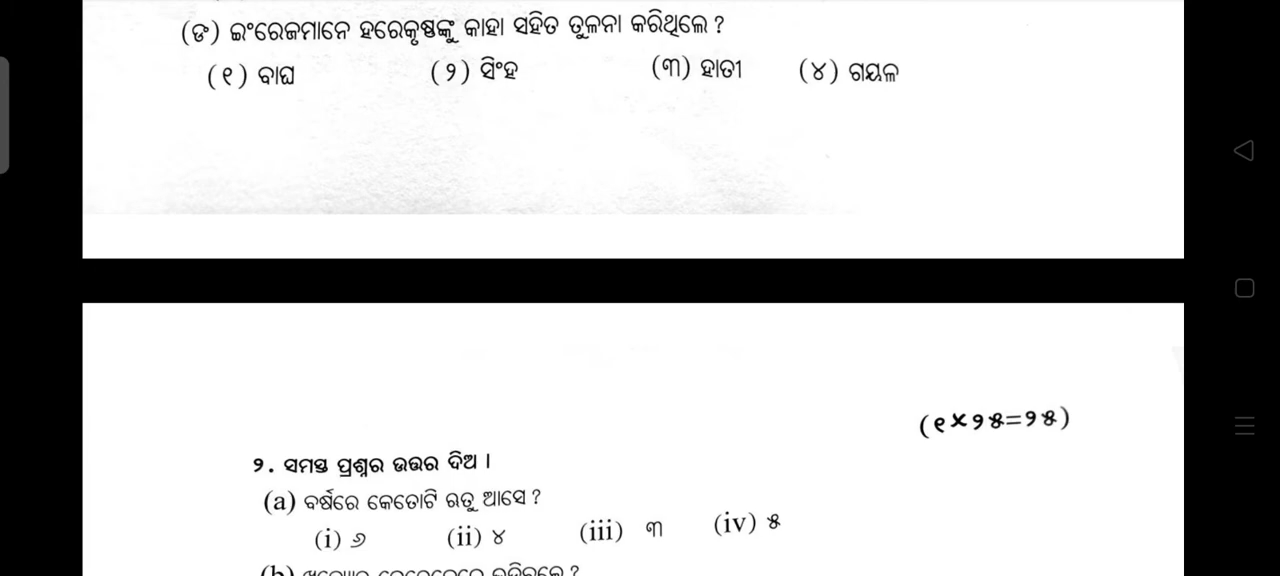 (ଙ) ଇଂରେଜମାନେ ହରେକୃଷ୍ଣଙ୍କୁ କାହା ସହିତ ତୁଳନା କରିଥିଲେ ?
(୧) ବାଘ (୨) ସିଂହ (୩) ହାତୀ (୪) ଗୟଳ
(୧×୨୫=୨୫)
୨. ସମସ୍ତ ପ୍ରଶ୍ନର ଉତ୍ତର ଦିଅ ।
(a) ବର୍ଷରେ କେତୋଟି ଋତୁ ଆସେ ?
(i) ୬ (ii) ୪ (iii) ୩ (iv) ୫
(b)